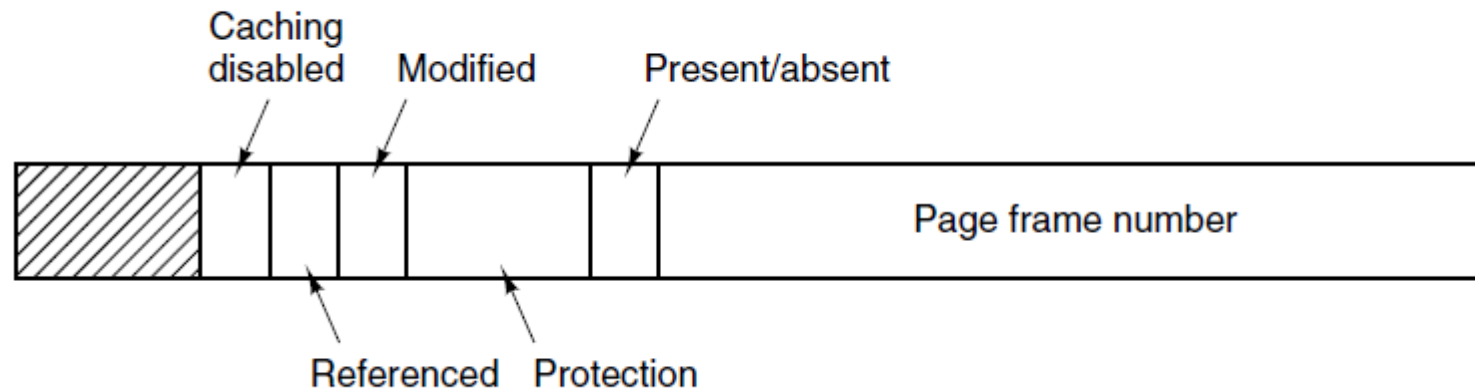 Caching
disabled
Modified
Present/absent
Page frame number
Referenced
Protection